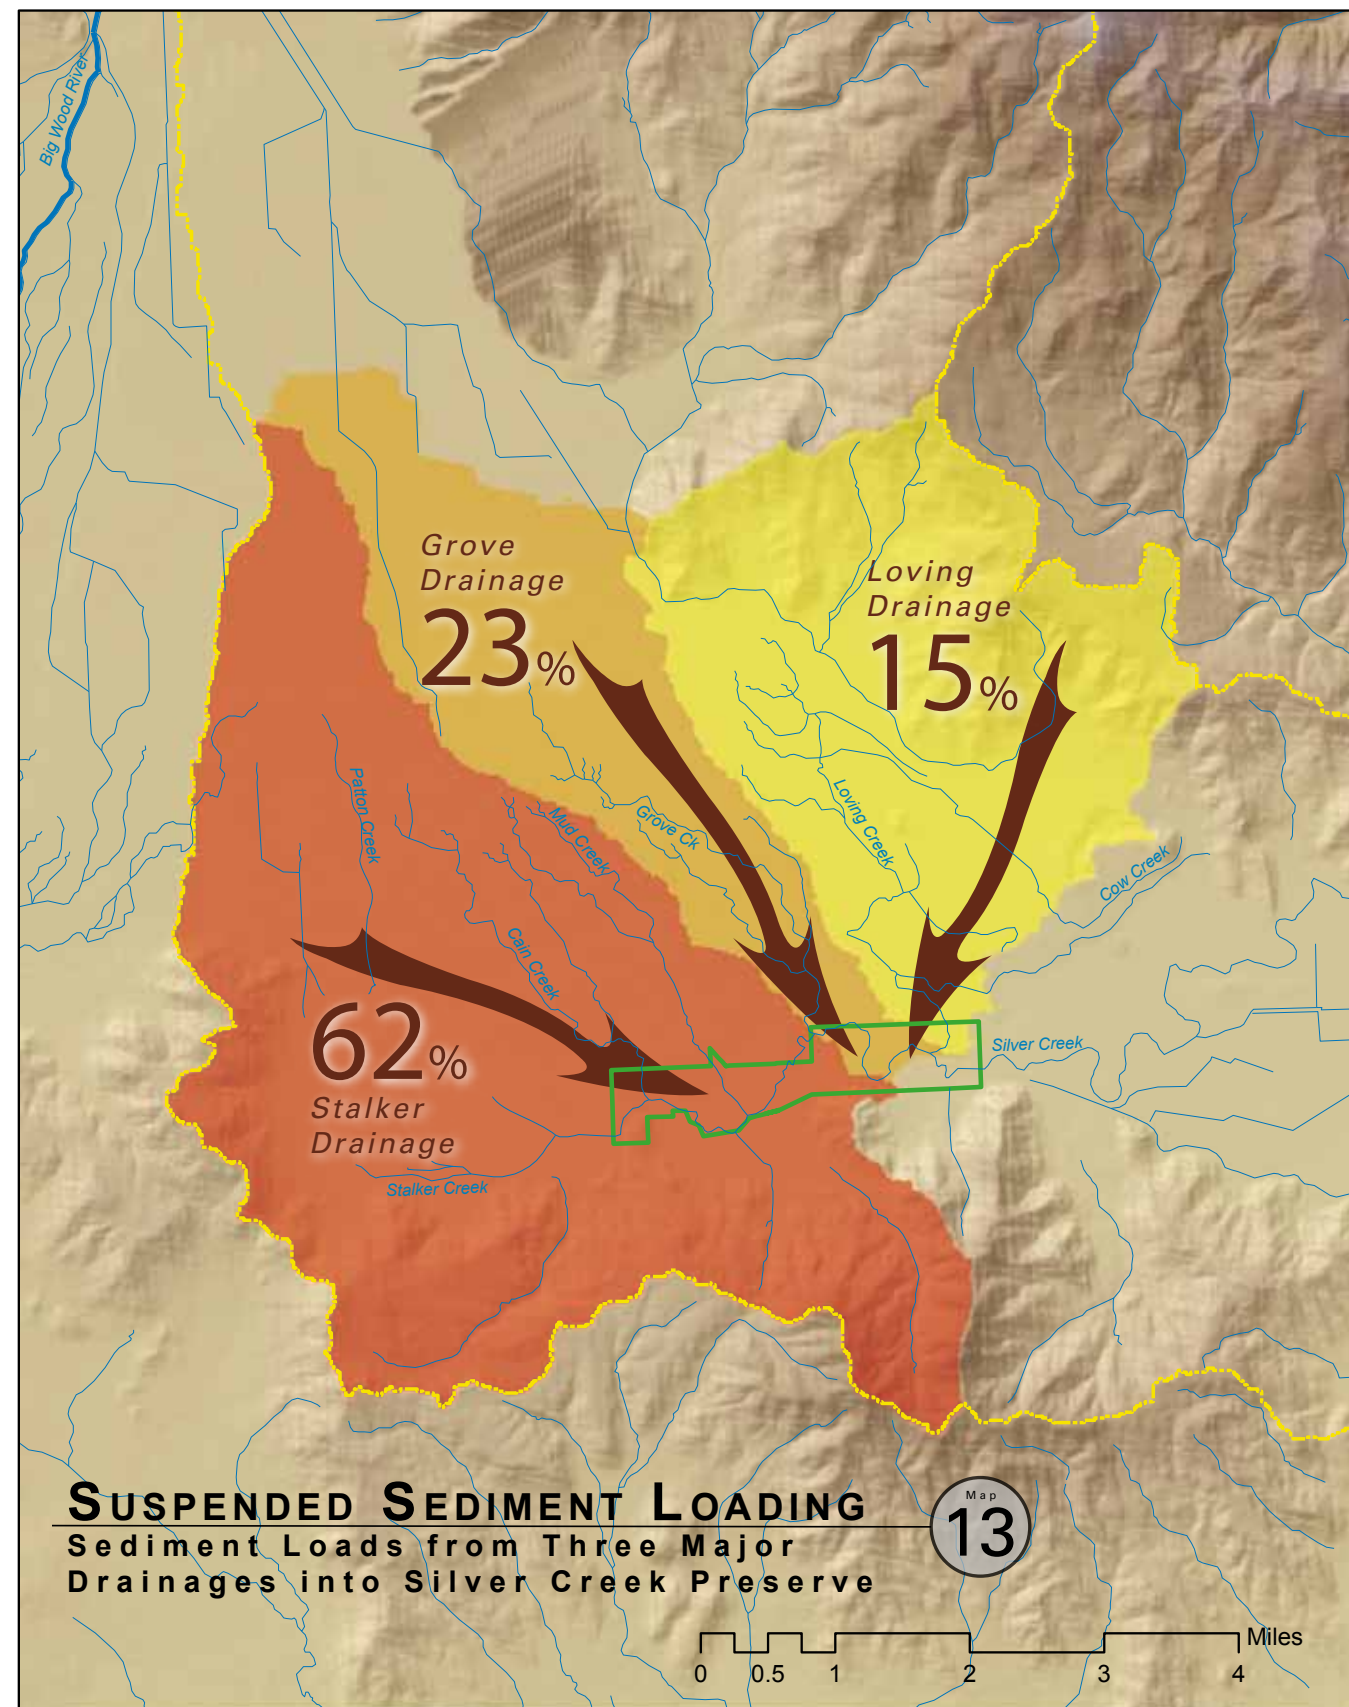 Big Wood River
Grove
Drainage
23%
Loving
Drainage
15%
Patton Creek
Mud Creek
Grove Ck
Loving Creek
Cow Creek
Cain Creek
62%
Stalker
Drainage
Silver Creek
Stalker Creek
SUSPENDED SEDIMENT LOADING
Sediment Loads from Three Major
Drainages into Silver Creek Preserve
Map
13
Miles
0 0.5 1 2 3 4